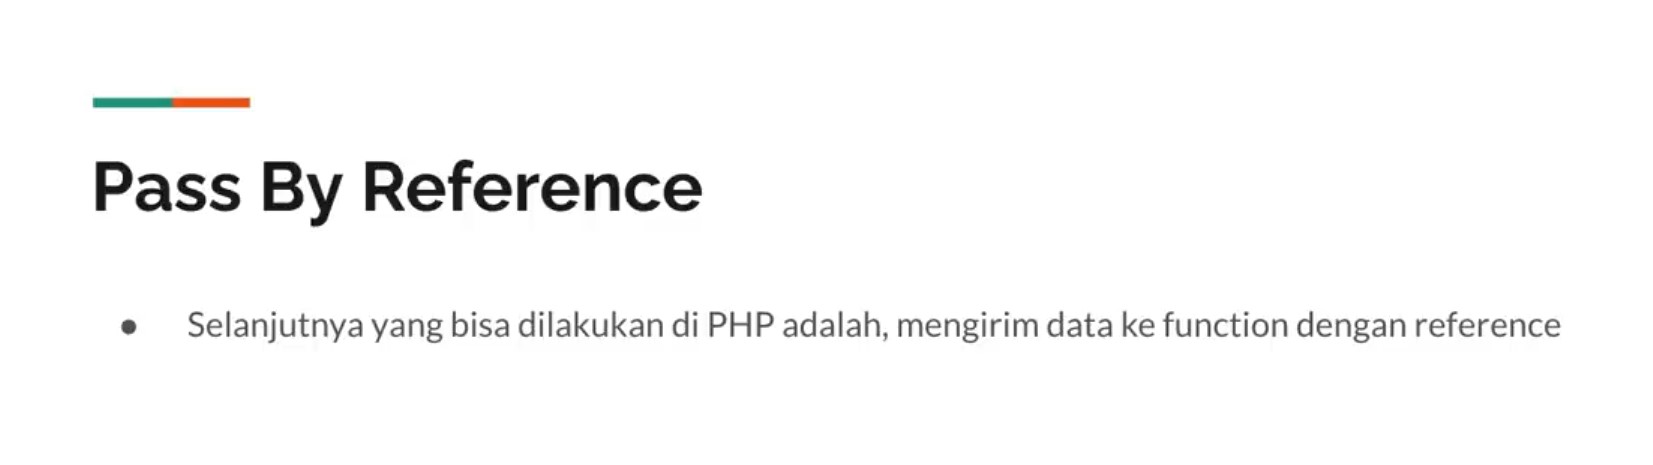 Pass By Reference
● Selanjutnya yang bisa dilakukan di PHP adalah, mengirim data ke function dengan reference